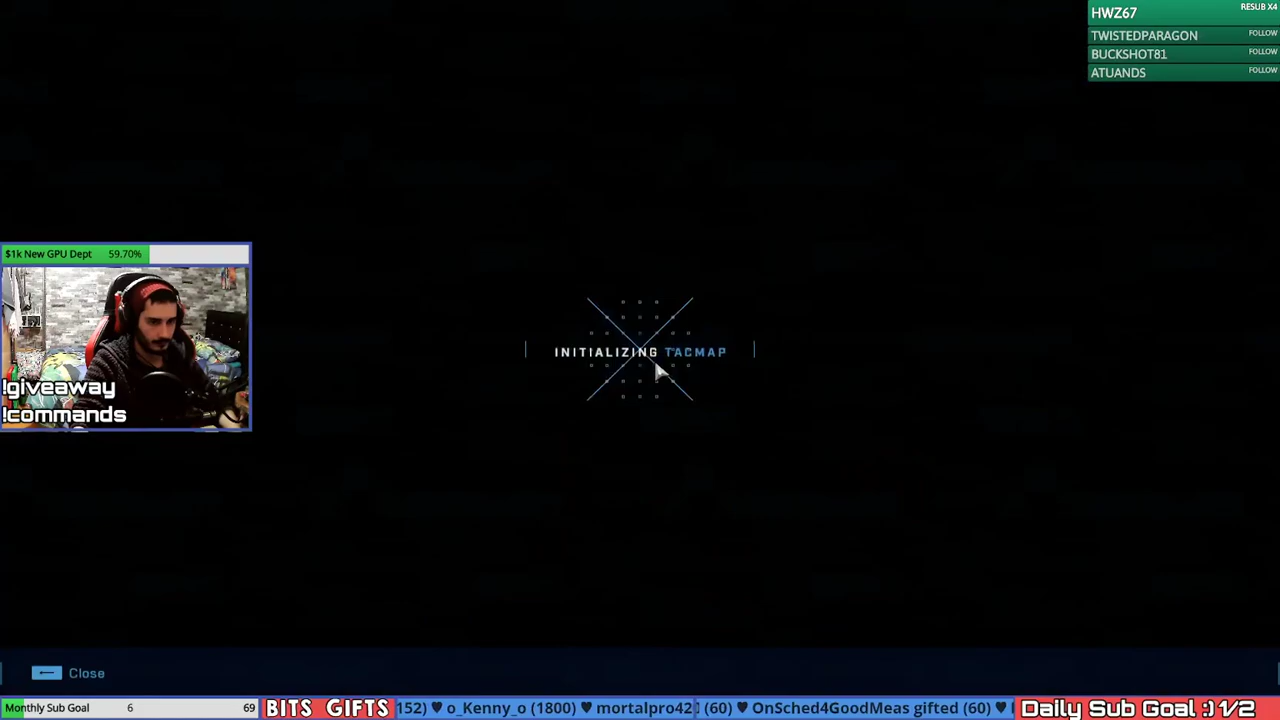 HWZ67 RESUB X4
TWISTEDPARAGON FOLLOW
BUCKSHOT81 FOLLOW
ATUANDS FOLLOW
$1k New GPU Dept 59.70%
!giveaway
!commands
INITIALIZING TACMAP
Close
Monthly Sub Goal 6 69
BITS GIFTS
152) ♥ o_Kenny_o (1800) ♥ mortalpro42
(60) ♥ OnSched4GoodMeas gifted (60) ♥
Daily Sub Goal :) 1/2